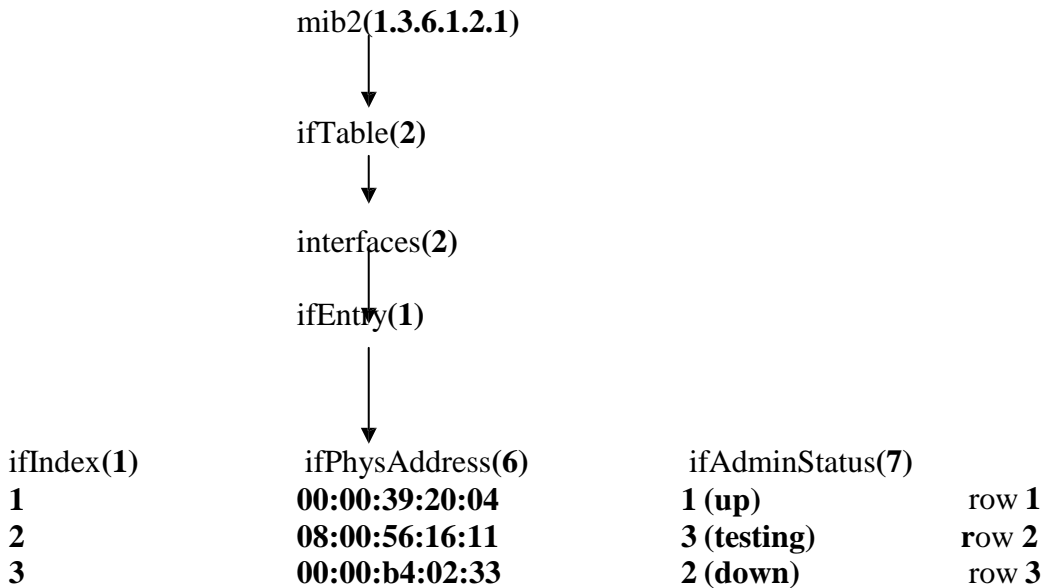 mib2(1.3.6.1.2.1)
ifTable(2)
interfaces(2)
ifEntry(1)
ifIndex(1) ifPhysAddress(6) ifAdminStatus(7)
1 00:00:39:20:04 1 (up) row 1
2 08:00:56:16:11 3 (testing) row 2
3 00:00:b4:02:33 2 (down) row 3